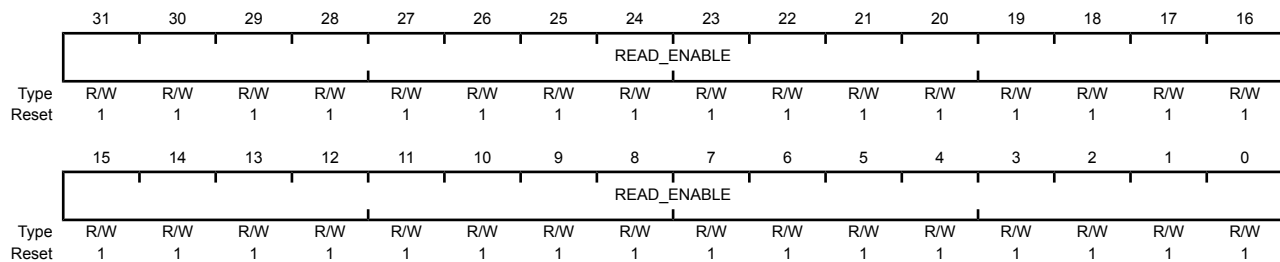 31 30 29 28 27 26 25 24 23 22 21 20 19 18 17 16
READ_ENABLE
Type R/W R/W R/W R/W R/W R/W R/W R/W R/W R/W R/W R/W R/W R/W R/W R/W
Reset 1 1 1 1 1 1 1 1 1 1 1 1 1 1 1 1
15 14 13 12 11 10 9 8 7 6 5 4 3 2 1 0
READ_ENABLE
Type R/W R/W R/W R/W R/W R/W R/W R/W R/W R/W R/W R/W R/W R/W R/W R/W
Reset 1 1 1 1 1 1 1 1 1 1 1 1 1 1 1 1